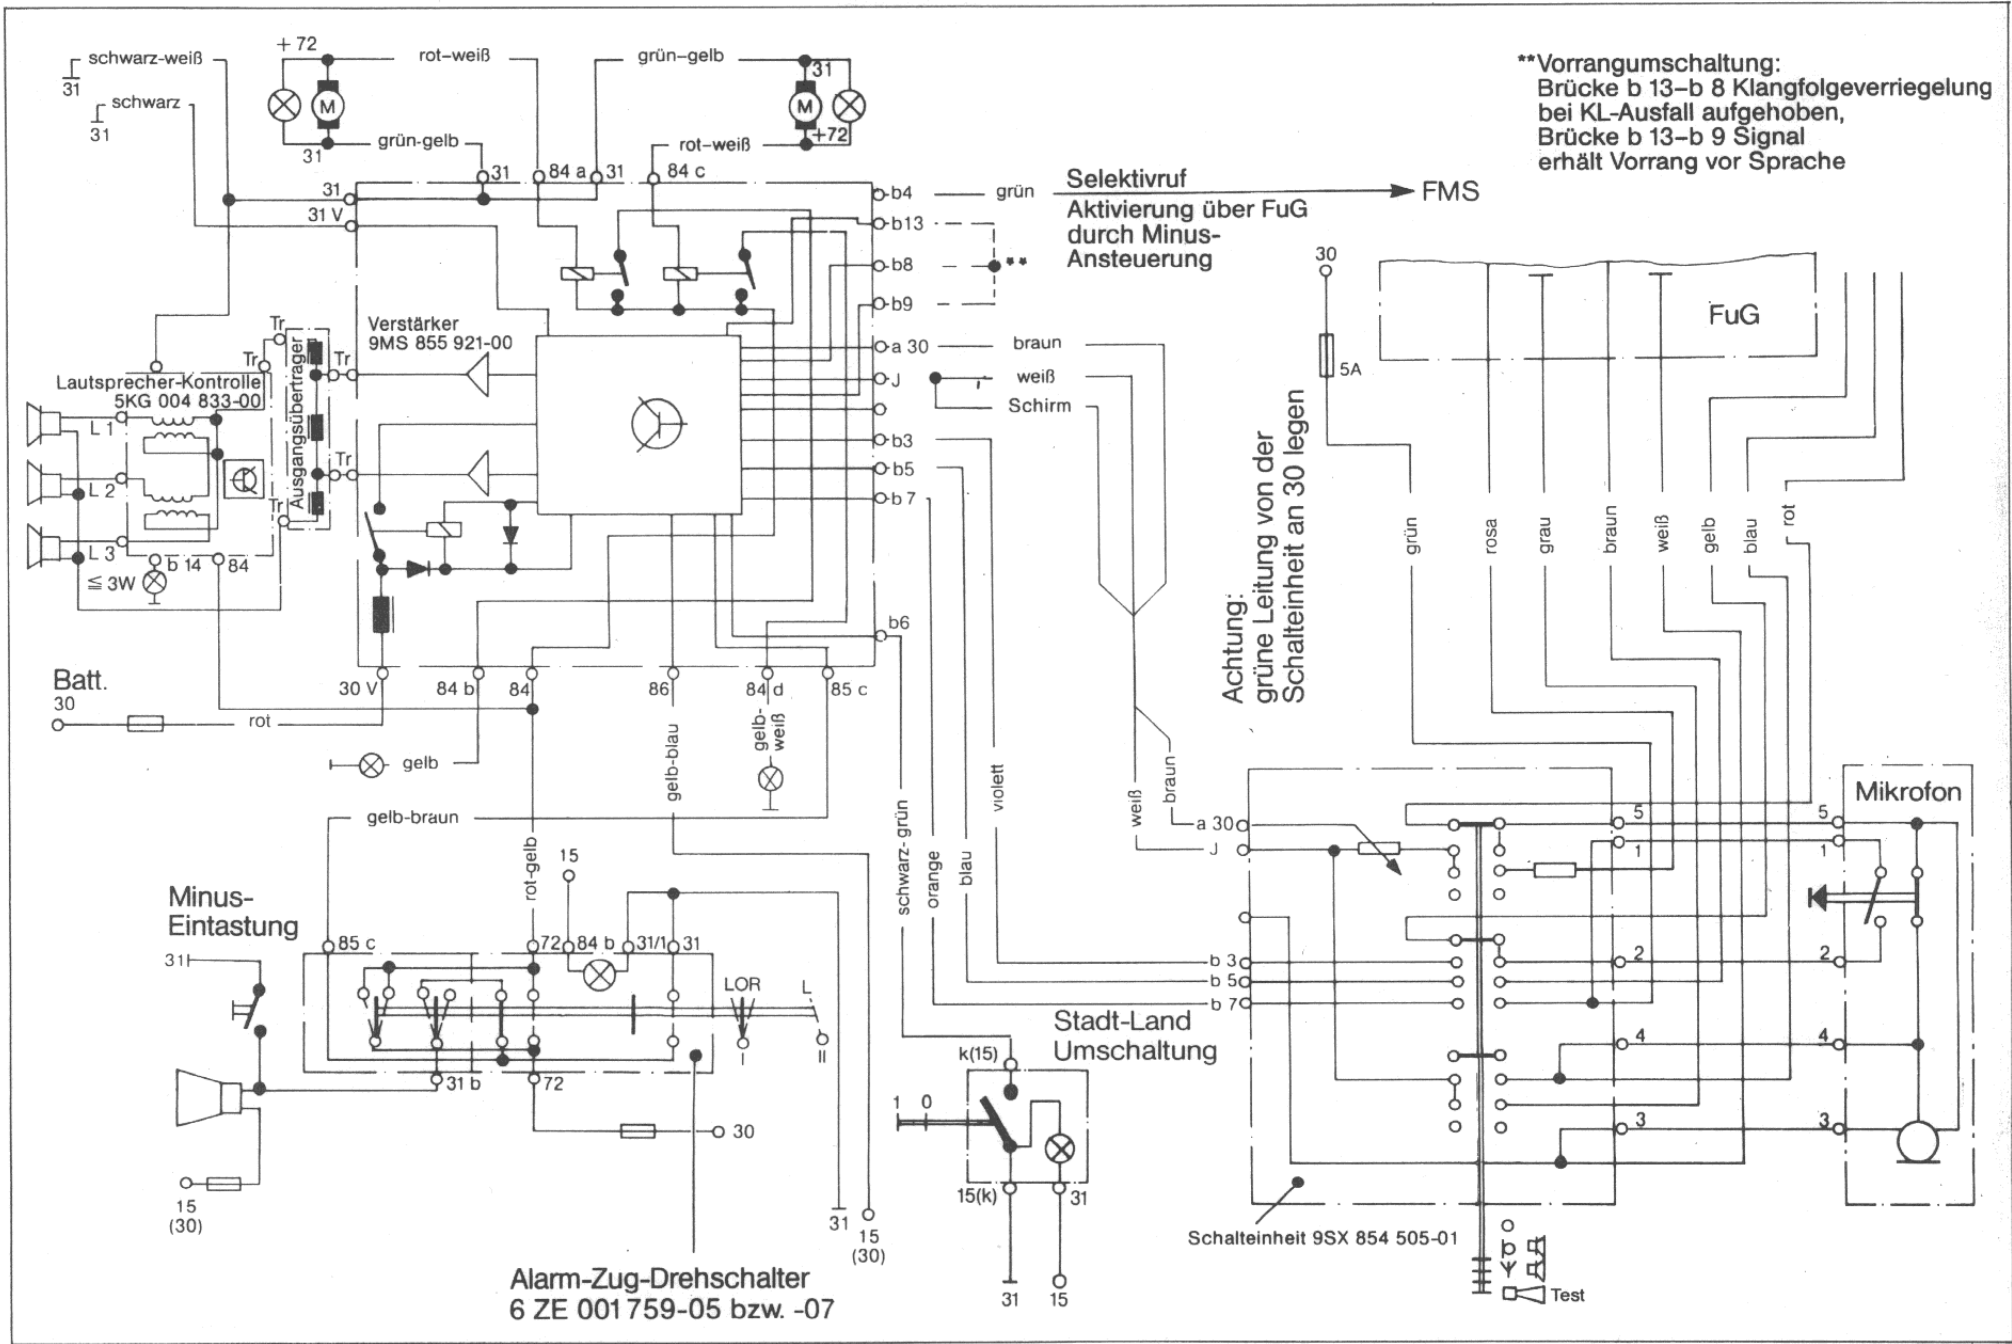 schwarz-weiß
31
schwarz
31
+ 72
M
31
rot–weiß
grün-gelb
grün–gelb
31
M
+72
rot–weiß
**Vorrangumschaltung:
Brücke b 13–b 8 Klangfolgeverriegelung
bei KL-Ausfall aufgehoben,
Brücke b 13–b 9 Signal
erhält Vorrang vor Sprache
31
31 V
31
84 a
31
84 c
b4
grün
Selektivruf
FMS
Aktivierung über FuG
durch Minus-
Ansteuerung
b13
b8
**
b9
a 30
braun
J
weiß
Schirm
b3
b5
b 7
b6
30
5A
FuG
Verstärker
9MS 855 921-00
Tr
Tr
Tr
Tr
Tr
Ausgangsübertrager
Lautsprecher-Kontrolle
5KG 004 833-00
L 1
L 2
L 3
≦ 3W
b 14
84
Achtung:
grüne Leitung von der
Schalteinheit an 30 legen
grün
rosa
grau
braun
weiß
gelb
blau
rot
Batt.
30
rot
30 V
84 b
84
86
84 d
85 c
gelb
gelb-blau
gelb-
weiß
gelb-braun
rot-gelb
schwarz-grün
orange
blau
violett
weiß
braun
a 30
J
b 3
b 5
b 7
5
1
2
4
3
5
1
2
4
3
Mikrofon
Minus-
Eintastung
31
85 c
72
15
84 b
31/1
31
LOR
I
L
II
31 b
72
30
15
(30)
31
15
(30)
Stadt-Land
Umschaltung
k(15)
1 0
15(k)
31
31
15
Schalteinheit 9SX 854 505-01
Test
Alarm-Zug-Drehschalter
6 ZE 001759-05 bzw. -07